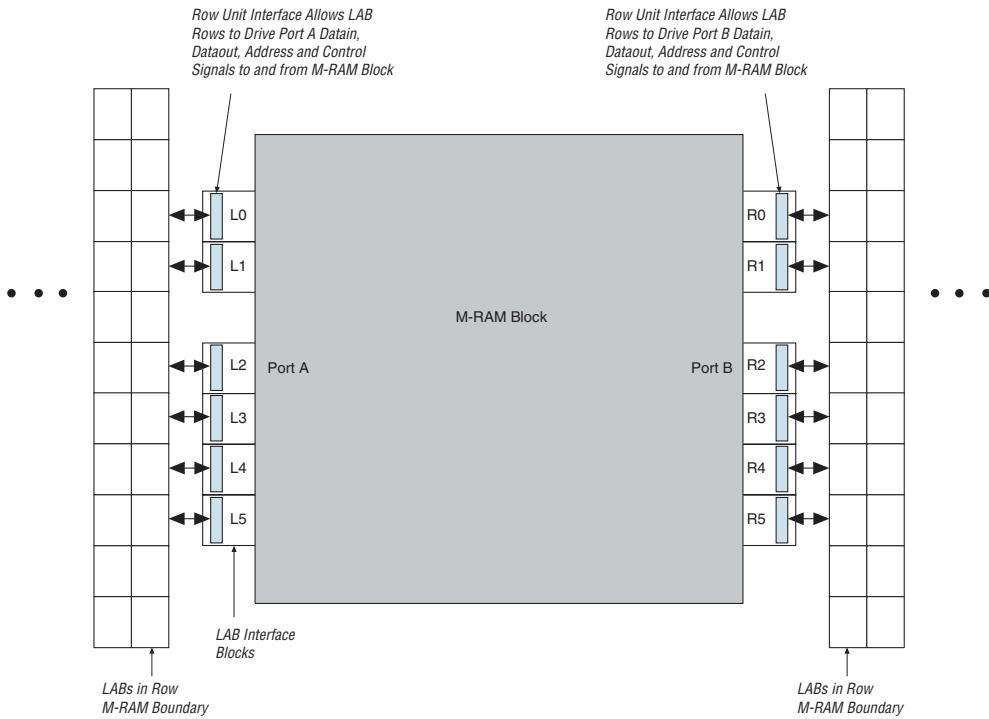 Row Unit Interface Allows LAB
Rows to Drive Port A Datain,
Dataout, Address and Control
Signals to and from M-RAM Block
Row Unit Interface Allows LAB
Rows to Drive Port B Datain,
Dataout, Address and Control
Signals to and from M-RAM Block
L0
R0
L1
R1
M-RAM Block
L2
Port A
Port B
R2
L3
R3
L4
R4
L5
R5
LAB Interface
Blocks
LABs in Row
M-RAM Boundary
LABs in Row
M-RAM Boundary